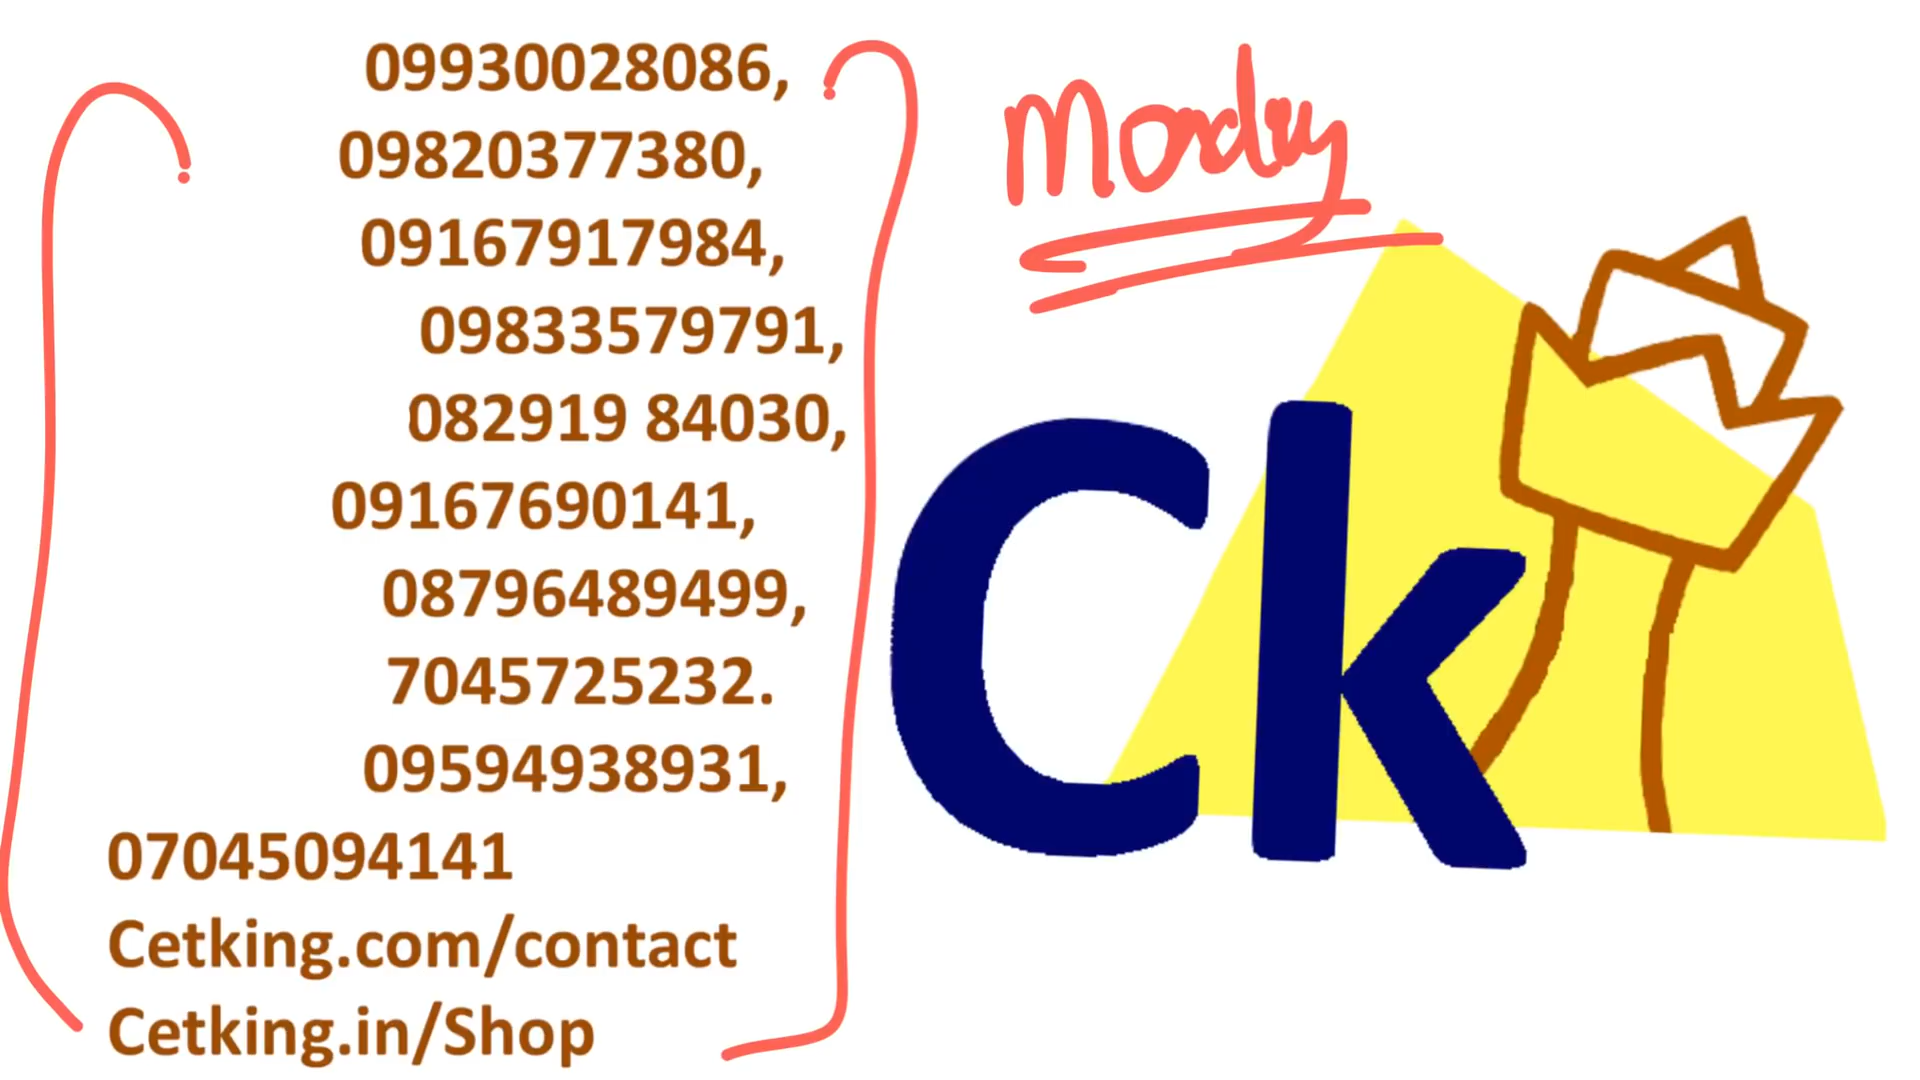 09930028086,
09820377380,
09167917984,
09833579791,
082919 84030,
09167690141,
08796489499,
7045725232.
09594938931,
07045094141
Cetking.com/contact
Cetking.in/Shop
Monday
Ck